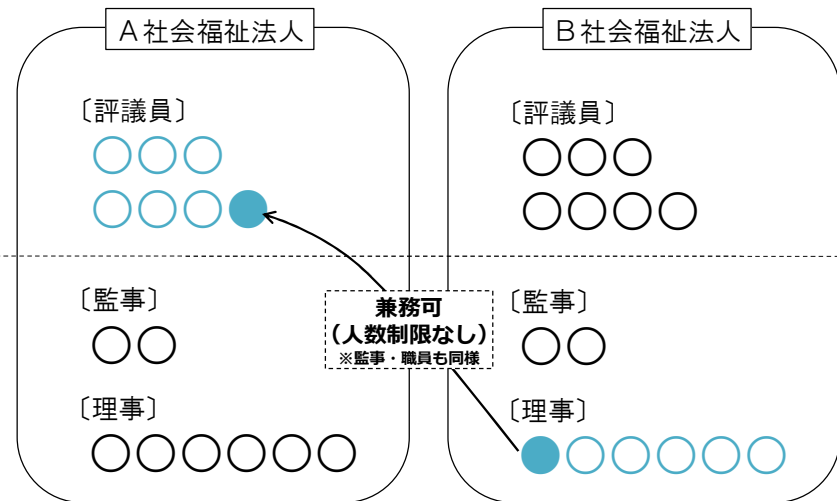 A社会福祉法人
〔評議員〕
〔監事〕
〔理事〕
兼務可
（人数制限なし）
※監事・職員も同様
B社会福祉法人
〔評議員〕
〔監事〕
〔理事〕